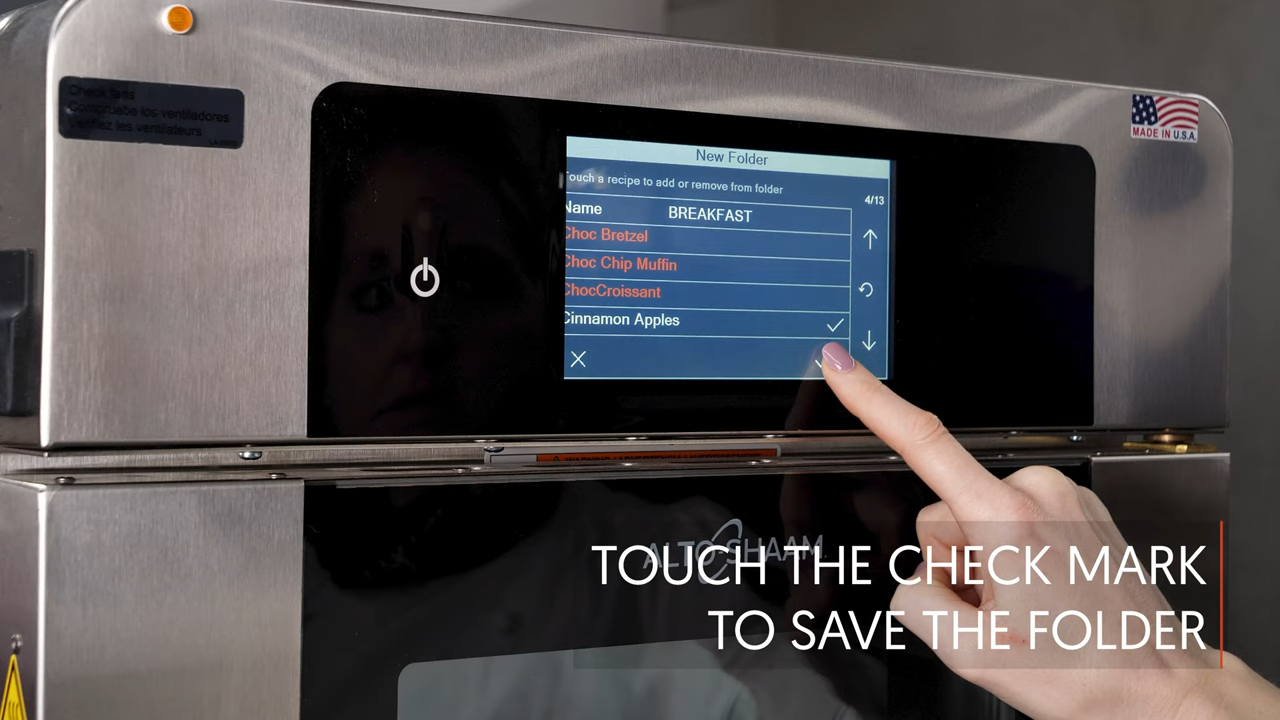 Check fans
Compruebe los ventiladores
Vérifiez les ventilateurs
MADE IN U.S.A.
New Folder
Touch a recipe to add or remove from folder
4/13
Name BREAKFAST
Choc Bretzel
Choc Chip Muffin
ChocCroissant
Cinnamon Apples
ALTO-SHAAM
TOUCH THE CHECK MARK
TO SAVE THE FOLDER